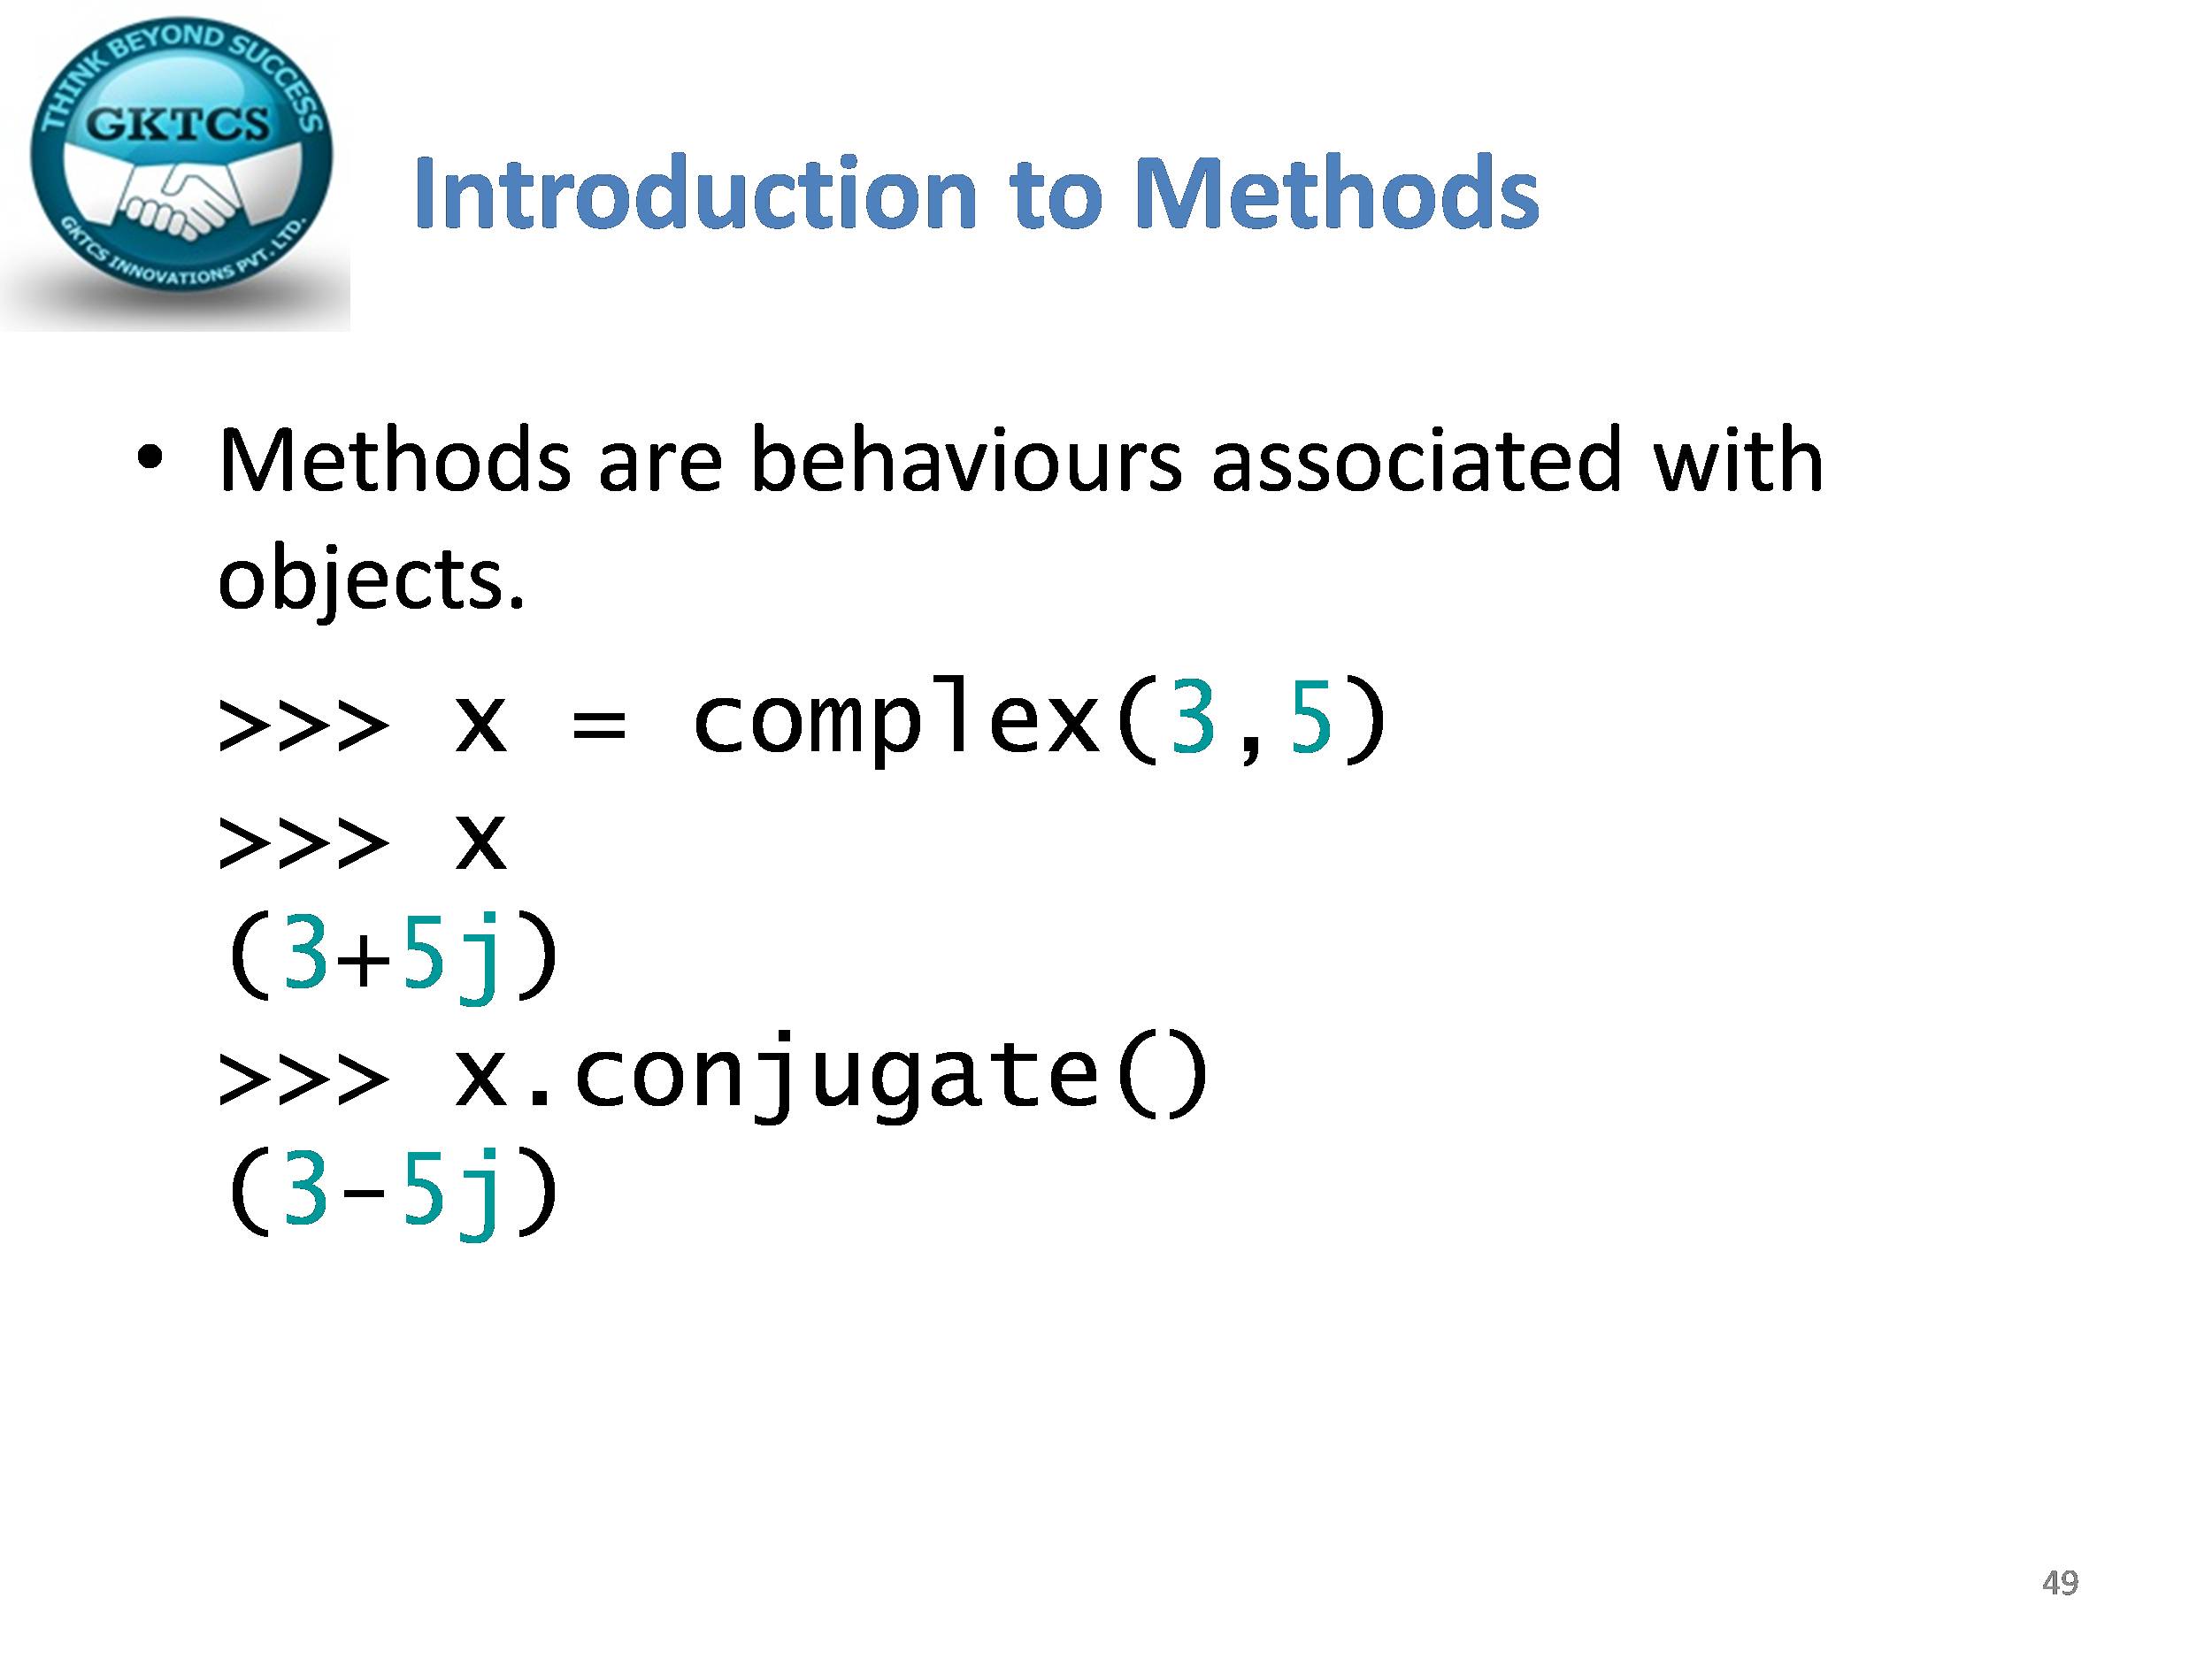 THINK BEYOND SUCCESS
GKTCS
GKTCS INNOVATIONS PVT. LTD.
Introduction to Methods
• Methods are behaviours associated with
objects.
>>> x = complex(3,5)
>>> x
(3+5j)
>>> x.conjugate()
(3-5j)
49